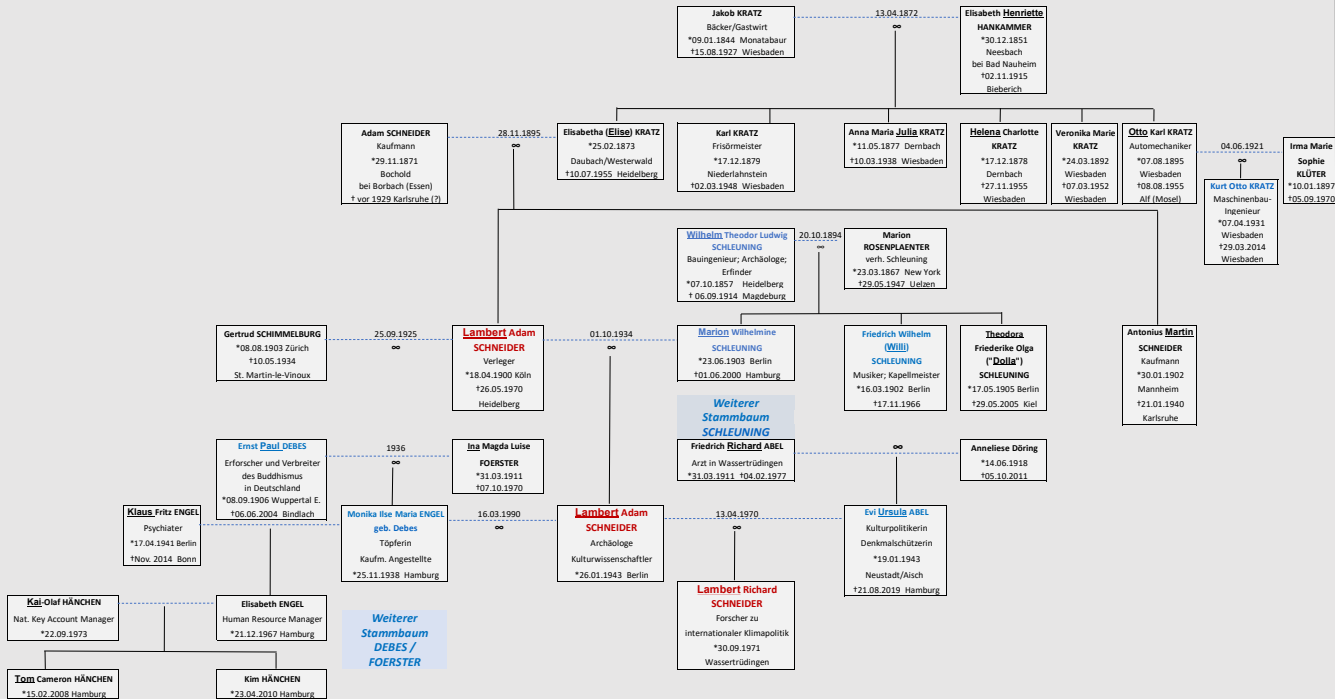 Jakob KRATZ
Bäcker/Gastwirt
*09.01.1844 Monatabaur
†15.08.1927 Wiesbaden
13.04.1872
∞
Elisabeth Henriette
HANKAMMER
*30.12.1851
Neesbach
bei Bad Nauheim
†02.11.1915
Bieberich
Adam SCHNEIDER
Kaufmann
*29.11.1871
Bochold
bei Borbach (Essen)
† vor 1929 Karlsruhe (?)
28.11.1895
∞
Elisabetha (Elise) KRATZ
*25.02.1873
Daubach/Westerwald
†10.07.1955 Heidelberg
Karl KRATZ
Frisörmeister
*17.12.1879
Niederlahnstein
†02.03.1948 Wiesbaden
Anna Maria Julia KRATZ
*11.05.1877 Dernbach
†10.03.1938 Wiesbaden
Helena Charlotte
KRATZ
*17.12.1878
Dernbach
†27.11.1955
Wiesbaden
Veronika Marie
KRATZ
*24.03.1892
Wiesbaden
†07.03.1952
Wiesbaden
Otto Karl KRATZ
Automechaniker
*07.08.1895
Wiesbaden
†08.08.1955
Alf (Mosel)
04.06.1921
∞
Irma Marie
Sophie
KLÜTER
*10.01.1897
†05.09.1970
Kurt Otto KRATZ
Maschinenbau-
Ingenieur
*07.04.1931
Wiesbaden
†29.03.2014
Wiesbaden
Wilhelm Theodor Ludwig
SCHLEUNING
Bauingenieur; Archäologe;
Erfinder
*07.10.1857 Heidelberg
† 06.09.1914 Magdeburg
20.10.1894
∞
Marion
ROSENPLAENTER
verh. Schleuning
*23.03.1867 New York
†29.05.1947 Uelzen
Gertrud SCHIMMELBURG
*08.08.1903 Zürich
†10.05.1934
St. Martin-le-Vinoux
25.09.1925
∞
Lambert Adam
SCHNEIDER
Verleger
*18.04.1900 Köln
†26.05.1970
Heidelberg
01.10.1934
∞
Marion Wilhelmine
SCHLEUNING
*23.06.1903 Berlin
†01.06.2000 Hamburg
Friedrich Wilhelm
(Willi)
SCHLEUNING
Musiker; Kapellmeister
*16.03.1902 Berlin
†17.11.1966
Theodora
Friederike Olga
("Dolla")
SCHLEUNING
*17.05.1905 Berlin
†29.05.2005 Kiel
Antonius Martin
SCHNEIDER
Kaufmann
*30.01.1902
Mannheim
†21.01.1940
Karlsruhe
Weiterer
Stammbaum
SCHLEUNING
Ernst Paul DEBES
Erforscher und Verbreiter
des Buddhismus
in Deutschland
*08.09.1906 Wuppertal E.
†06.06.2004 Bindlach
1936
∞
Ina Magda Luise
FOERSTER
*31.03.1911
†07.10.1970
Friedrich Richard ABEL
Arzt in Wassertrüdingen
*31.03.1911 †04.02.1977
∞
Anneliese Döring
*14.06.1918
†05.10.2011
Klaus Fritz ENGEL
Psychiater
*17.04.1941 Berlin
†Nov. 2014 Bonn
Monika Ilse Maria ENGEL
geb. Debes
Töpferin
Kaufm. Angestellte
*25.11.1938 Hamburg
16.03.1990
∞
Lambert Adam
SCHNEIDER
Archäologe
Kulturwissenschaftler
*26.01.1943 Berlin
13.04.1970
∞
Evi Ursula ABEL
Kulturpolitikerin
Denkmalschützerin
*19.01.1943
Neustadt/Aisch
†21.08.2019 Hamburg
Kai-Olaf HÄNCHEN
Nat. Key Account Manager
*22.09.1973
Elisabeth ENGEL
Human Resource Manager
*21.12.1967 Hamburg
Weiterer
Stammbaum
DEBES /
FOERSTER
Lambert Richard
SCHNEIDER
Forscher zu
internationaler Klimapolitik
*30.09.1971
Wassertrüdingen
Tom Cameron HÄNCHEN
*15.02.2008 Hamburg
Kim HÄNCHEN
*23.04.2010 Hamburg